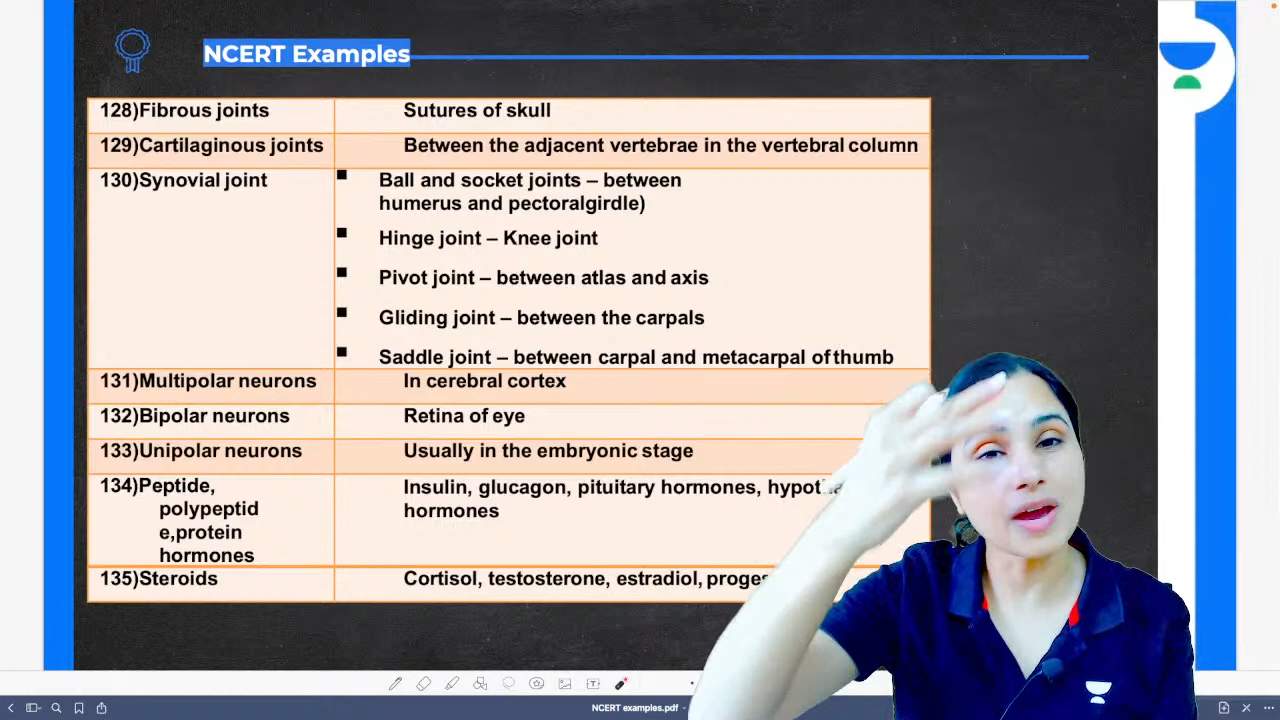 NCERT Examples
128)Fibrous joints Sutures of skull
129)Cartilaginous joints Between the adjacent vertebrae in the vertebral column
130)Synovial joint Ball and socket joints – between
humerus and pectoralgirdle)
Hinge joint – Knee joint
Pivot joint – between atlas and axis
Gliding joint – between the carpals
Saddle joint – between carpal and metacarpal of thumb
131)Multipolar neurons In cerebral cortex
132)Bipolar neurons Retina of eye
133)Unipolar neurons Usually in the embryonic stage
134)Peptide, Insulin, glucagon, pituitary hormones,
polypeptid hormones
e,protein
hormones
135)Steroids Cortisol, testosterone, estradiol,
NCERT examples.pdf